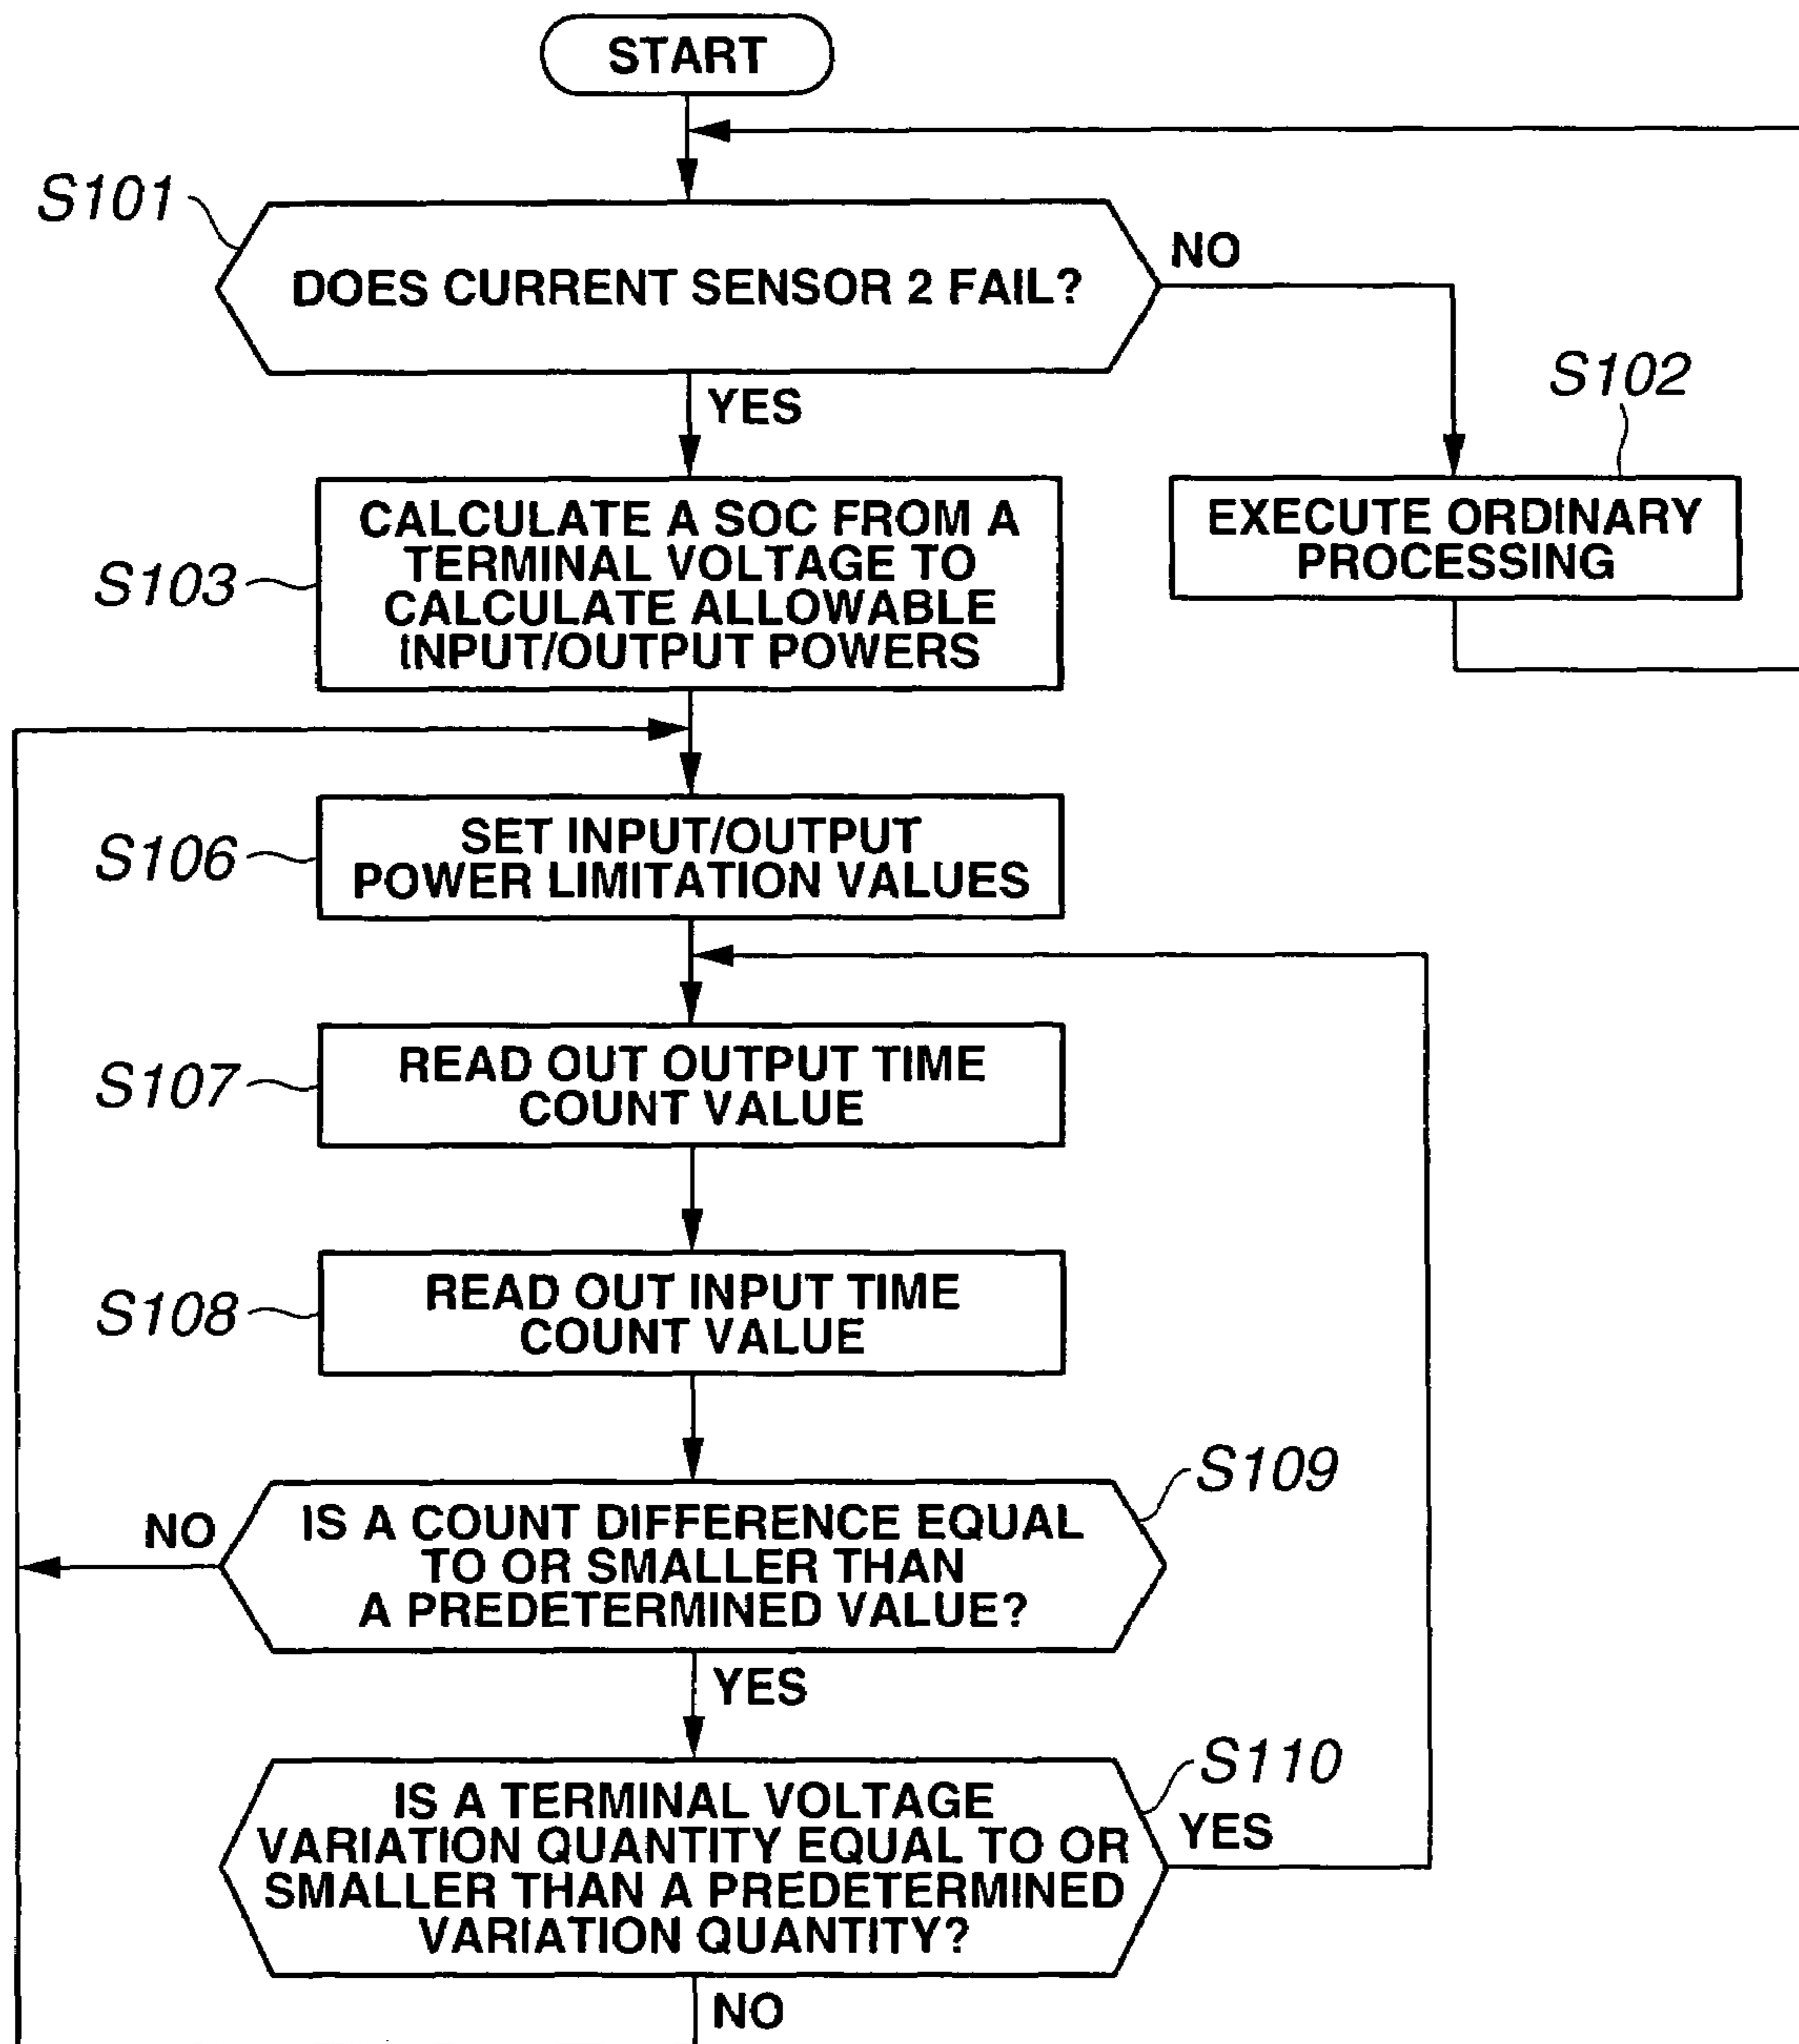 START
S101
DOES CURRENT SENSOR 2 FAIL?
NO
YES
S102
EXECUTE ORDINARY
PROCESSING
S103
CALCULATE A SOC FROM A
TERMINAL VOLTAGE TO
CALCULATE ALLOWABLE
INPUT/OUTPUT POWERS
S106
SET INPUT/OUTPUT
POWER LIMITATION VALUES
S107
READ OUT OUTPUT TIME
COUNT VALUE
S108
READ OUT INPUT TIME
COUNT VALUE
S109
NO
IS A COUNT DIFFERENCE EQUAL
TO OR SMALLER THAN
A PREDETERMINED VALUE?
YES
S110
IS A TERMINAL VOLTAGE
VARIATION QUANTITY EQUAL TO OR
SMALLER THAN A PREDETERMINED
VARIATION QUANTITY?
YES
NO